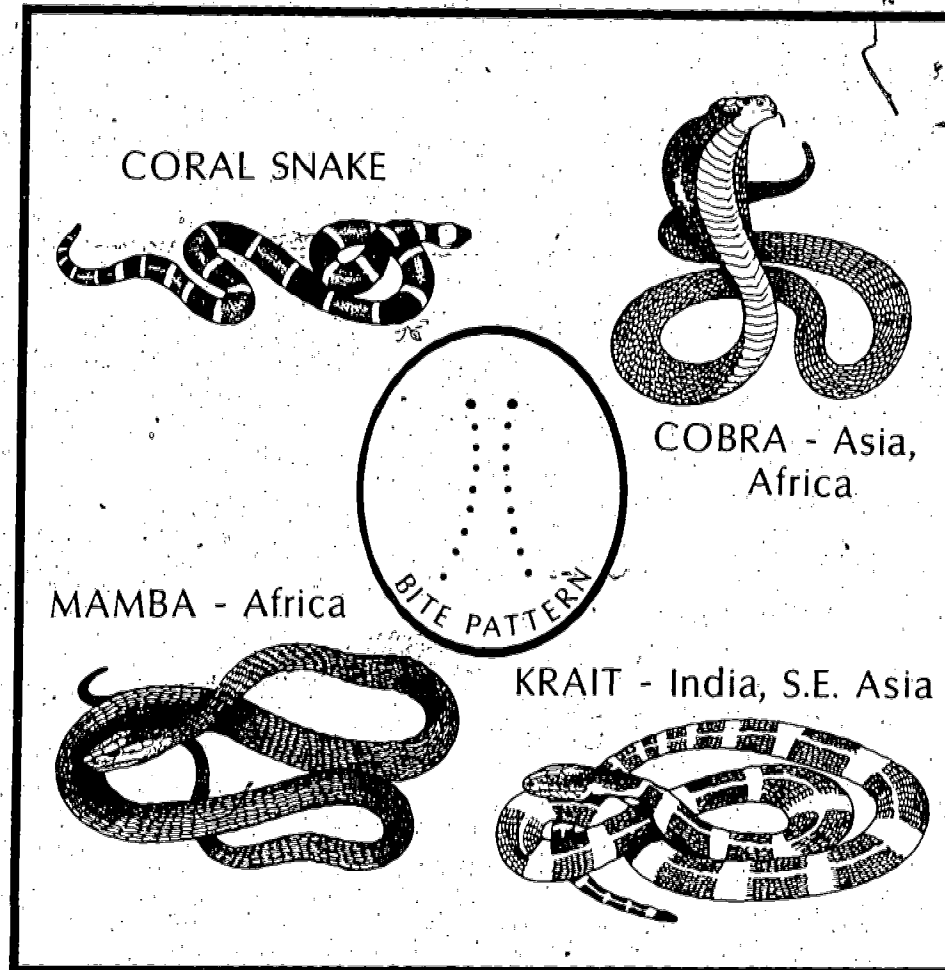 CORAL SNAKE
COBRA - Asia,
Africa
BITE PATTERN
MAMBA - Africa
KRAIT - India, S.E. Asia